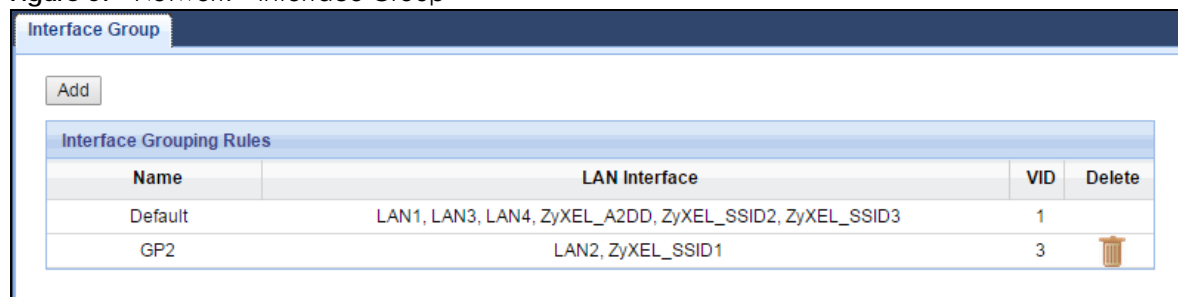 Interface Group
Add
Interface Grouping Rules
Name LAN Interface VID Delete
Default LAN1, LAN3, LAN4, ZyXEL_A2DD, ZyXEL_SSID2, ZyXEL_SSID3 1
GP2 LAN2, ZyXEL_SSID1 3